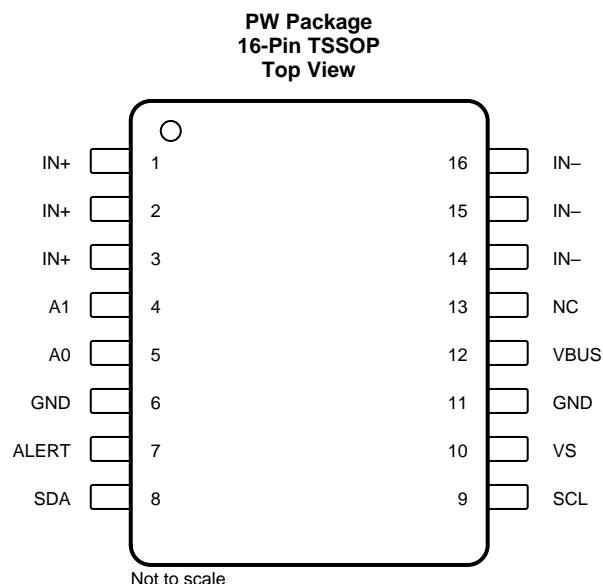 PW Package
16-Pin TSSOP
Top View
IN+ 1 16 IN–
IN+ 2 15 IN–
IN+ 3 14 IN–
A1 4 13 NC
A0 5 12 VBUS
GND 6 11 GND
ALERT 7 10 VS
SDA 8 9 SCL
Not to scale